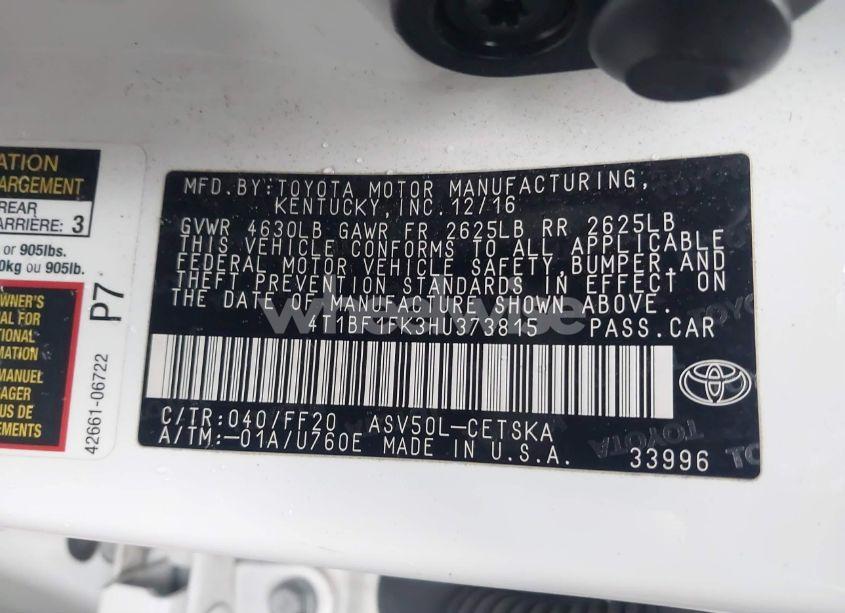 ATION
ARGEMENT
REAR
ARRIÈRE: 3
or 905lbs.
0kg ou 905lb.
WNER'S
AL FOR
TIONAL
RMATION
MANUEL
AGER
US DE
EMENTS
P7
42661-06722
MFD.BY:TOYOTA MOTOR MANUFACTURING,
KENTUCKY,INC.12/16
GVWR 4630LB GAWR FR 2625LB RR 2625LB
THIS VEHICLE CONFORMS TO ALL APPLICABLE
FEDERAL MOTOR VEHICLE SAFETY,BUMPER,AND
THEFT PREVENTION STANDARDS IN EFFECT ON
THE DATE OF MANUFACTURE SHOWN ABOVE.
4T1BF1FK3HU373815 PASS.CAR
C/TR:040/FF20 ASV50L-CETSKA
A/TM:-01A/U760E MADE IN U.S.A. 33996
TOYOTA